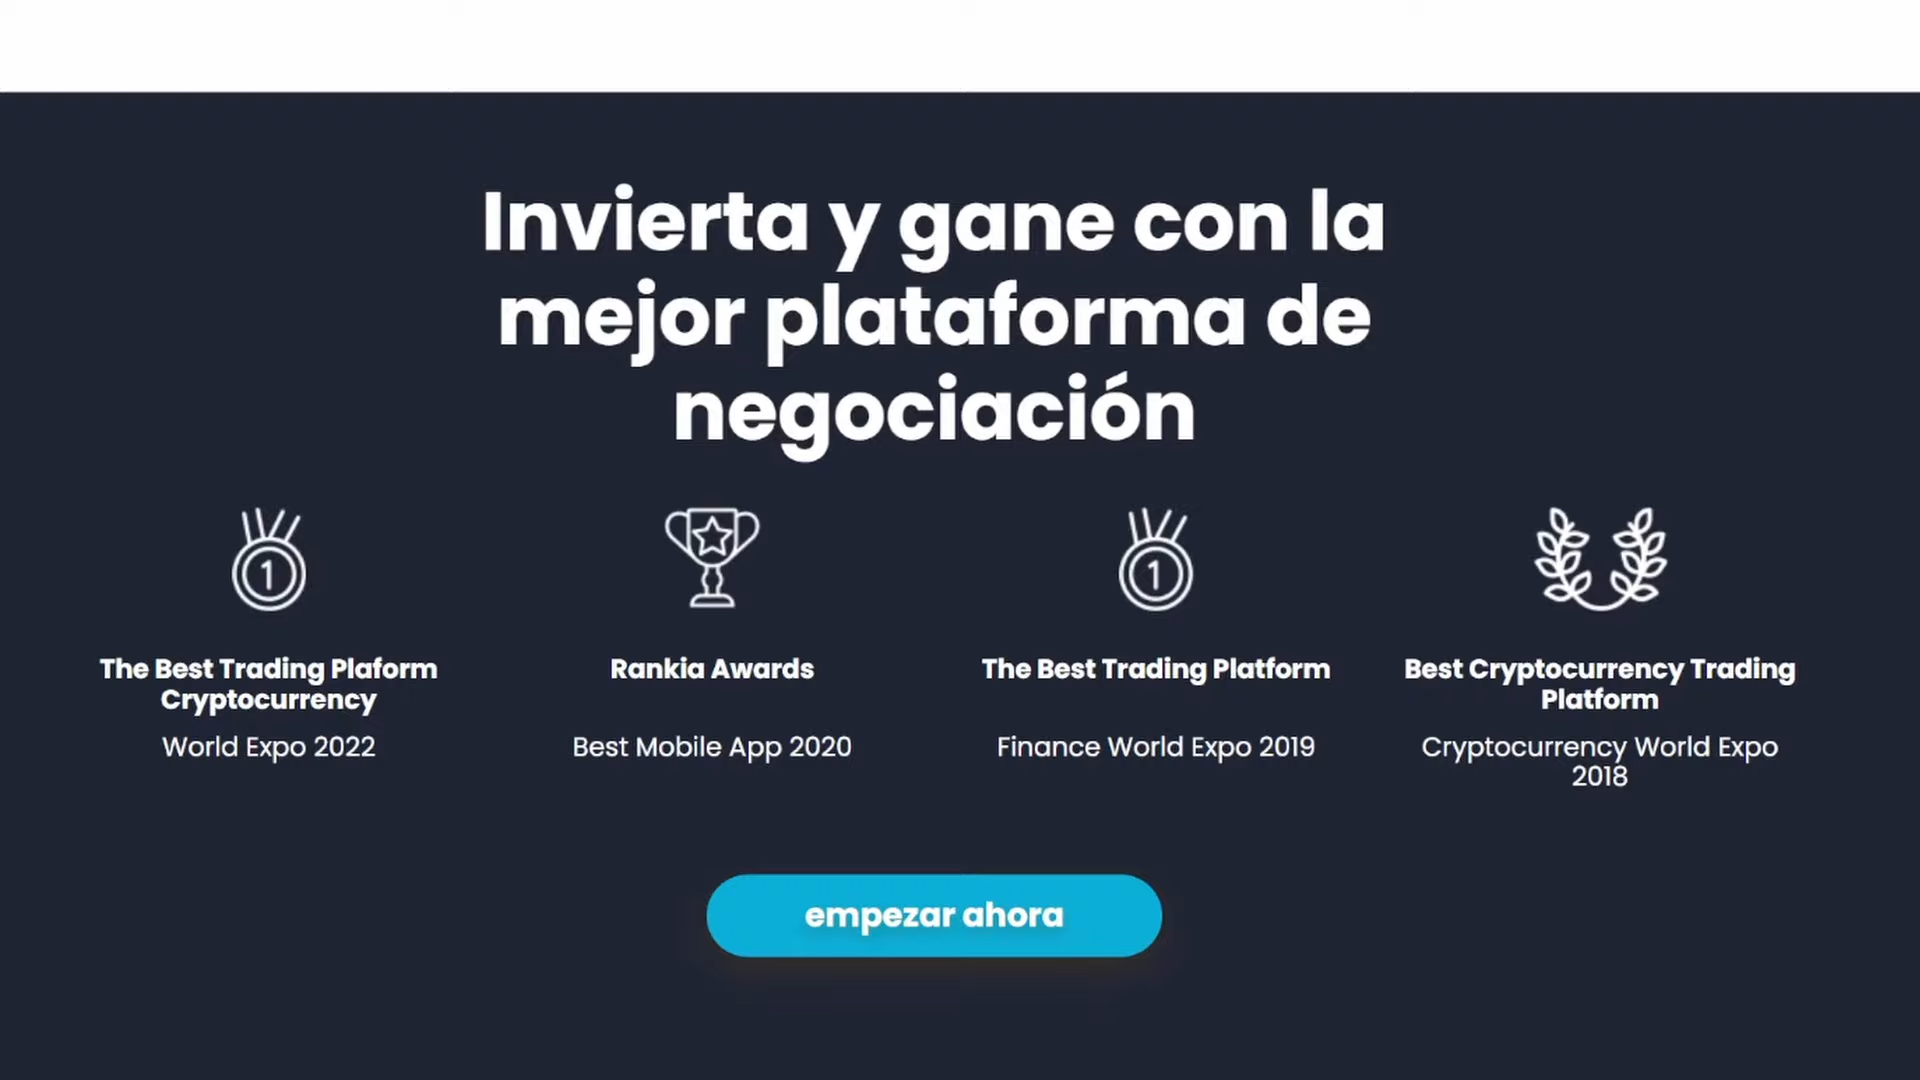 Invierta y gane con la
mejor plataforma de
negociación
1
1
The Best Trading Plaform
Cryptocurrency
World Expo 2022
Rankia Awards
Best Mobile App 2020
The Best Trading Platform
Finance World Expo 2019
Best Cryptocurrency Trading
Platform
Cryptocurrency World Expo
2018
empezar ahora